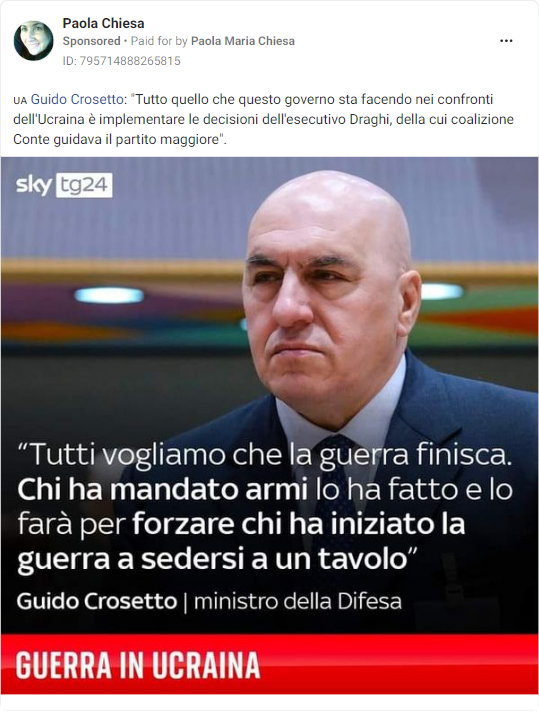 Paola Chiesa
Sponsored • Paid for by Paola Maria Chiesa
ID: 795714888265815
UA Guido Crosetto: "Tutto quello che questo governo sta facendo nei confronti
dell'Ucraina è implementare le decisioni dell'esecutivo Draghi, della cui coalizione
Conte guidava il partito maggiore".
sky tg24
“Tutti vogliamo che la guerra finisca.
Chi ha mandato armi lo ha fatto e lo
farà per forzare chi ha iniziato la
guerra a sedersi a un tavolo”
Guido Crosetto | ministro della Difesa
GUERRA IN UCRAINA